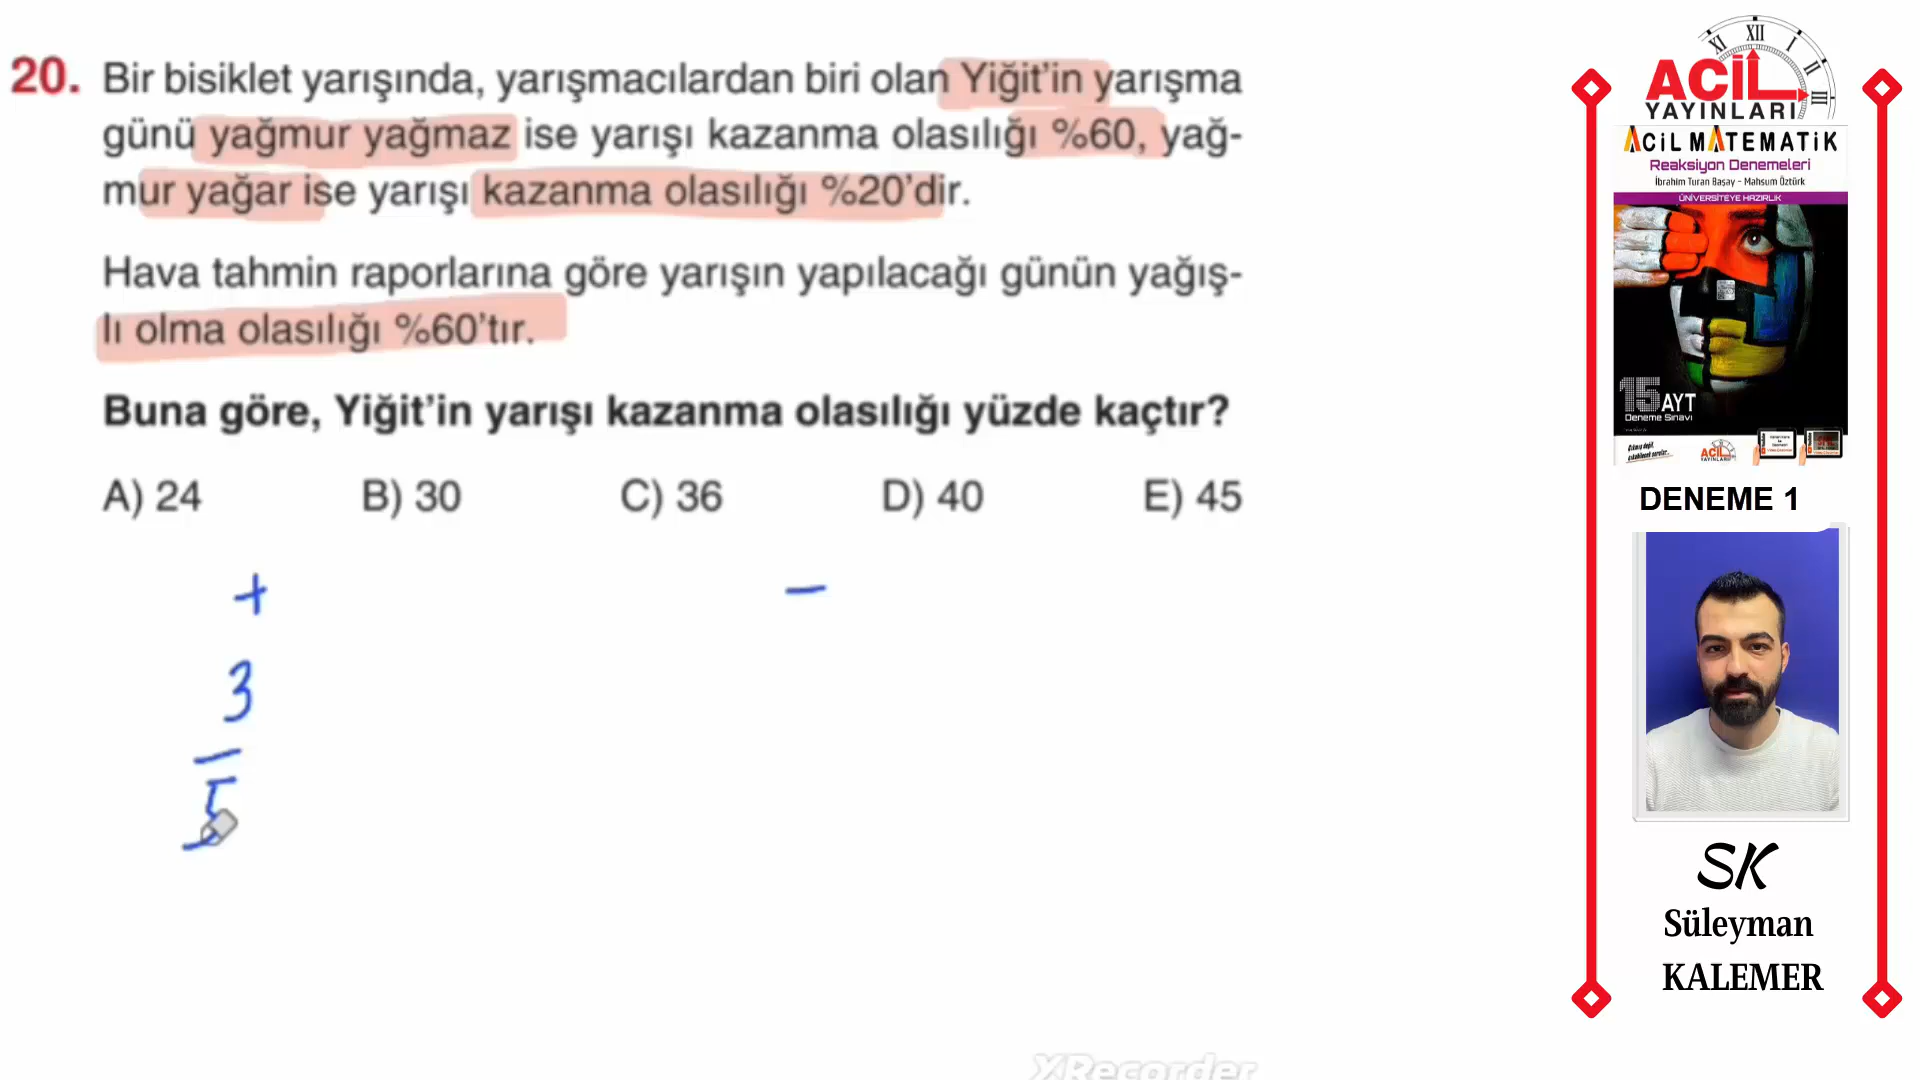 20. Bir bisiklet yarışında, yarışmacılardan biri olan Yiğit'in yarışma
günü yağmur yağmaz ise yarışı kazanma olasılığı %60, yağ-
mur yağar ise yarışı kazanma olasılığı %20'dir.
Hava tahmin raporlarına göre yarışın yapılacağı günün yağış-
lı olma olasılığı %60'tır.
Buna göre, Yiğit'in yarışı kazanma olasılığı yüzde kaçtır?
A) 24 B) 30 C) 36 D) 40 E) 45
+ −
3
5
XRecorder
XI XII I II III
ACİL
YAYINLARI
ACİL MATEMATİK
Reaksiyon Denemeleri
İbrahim Turan Başay - Mahsum Öztürk
ÜNİVERSİTEYE HAZIRLIK
15 AYT
Deneme Sınavı
ACİL
YAYINLARI
DENEME 1
SK
Süleyman
KALEMER